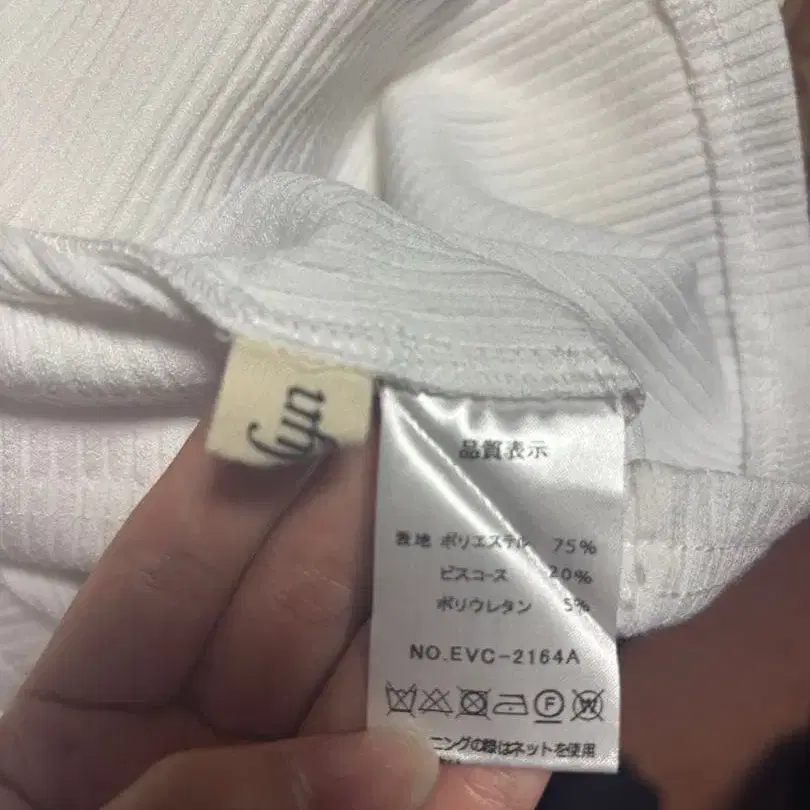 品質表示
表地 ポリエステル 75%
ビスコース 20%
ポリウレタン 5%
NO.EVC-2164A
F W
ニングの際はネットを使用